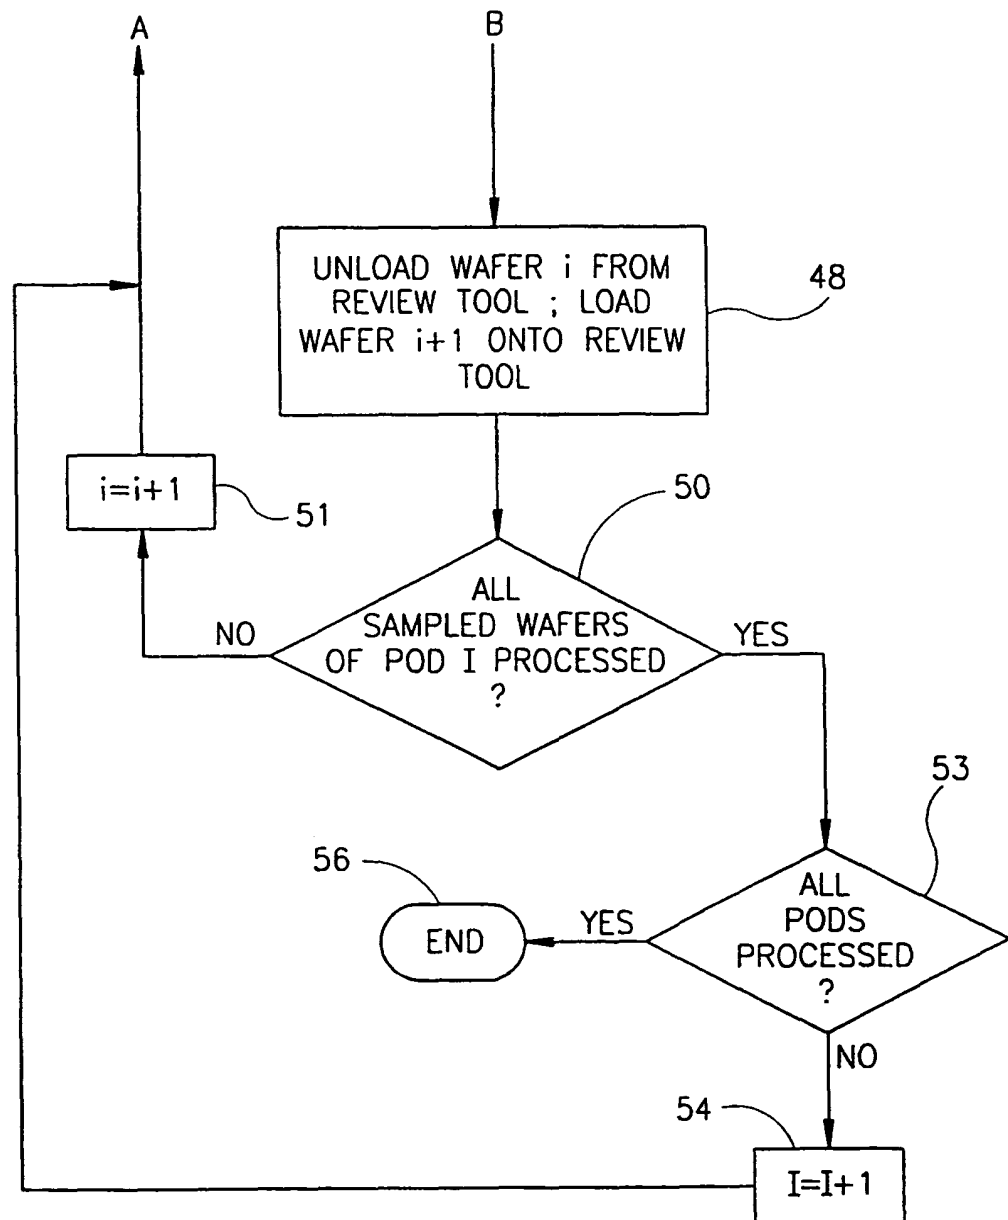 A
B
UNLOAD WAFER i FROM
REVIEW TOOL ; LOAD
WAFER i+1 ONTO REVIEW
TOOL
48
i=i+1
51
50
ALL
SAMPLED WAFERS
OF POD I PROCESSED
?
NO
YES
53
ALL
PODS
PROCESSED
?
YES
56
END
NO
54
I=I+1